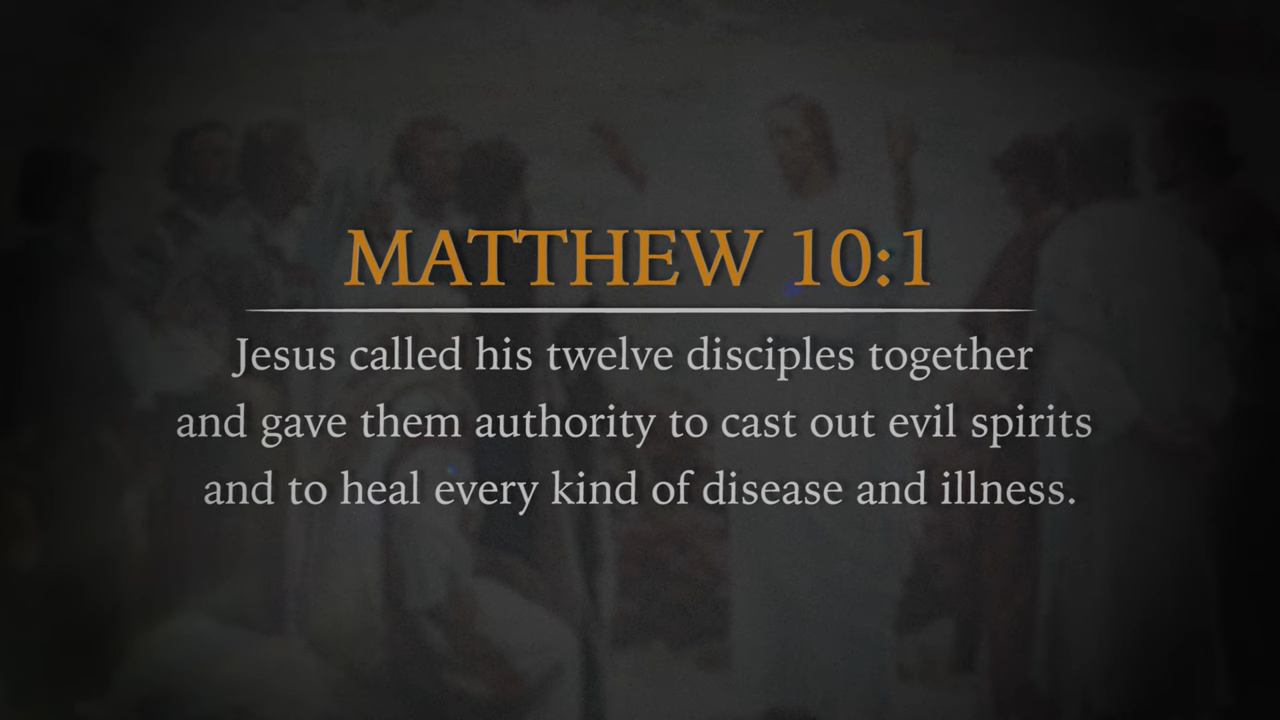 MATTHEW 10:1
Jesus called his twelve disciples together
and gave them authority to cast out evil spirits
and to heal every kind of disease and illness.